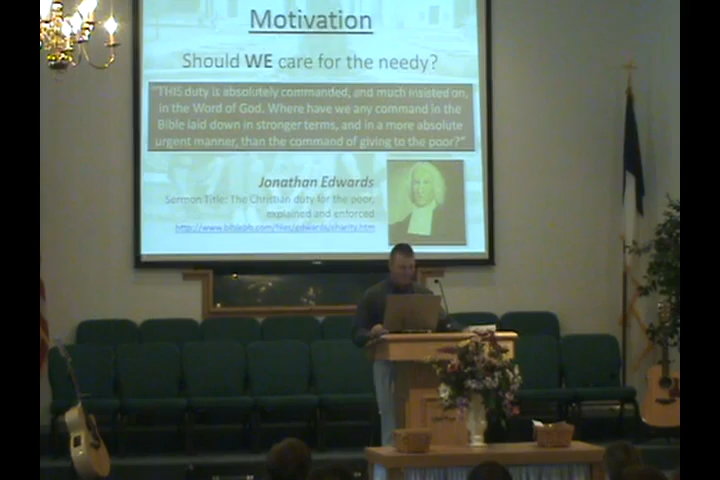 Motivation
Should WE care for the needy?
"THIS duty is absolutely commanded, and much insisted on,
in the Word of God. Where have we any command in the
Bible laid down in stronger terms, and in a more absolute
urgent manner, than the command of giving to the poor?"
Jonathan Edwards
Sermon Title: The Christian duty for the poor,
explained and enforced